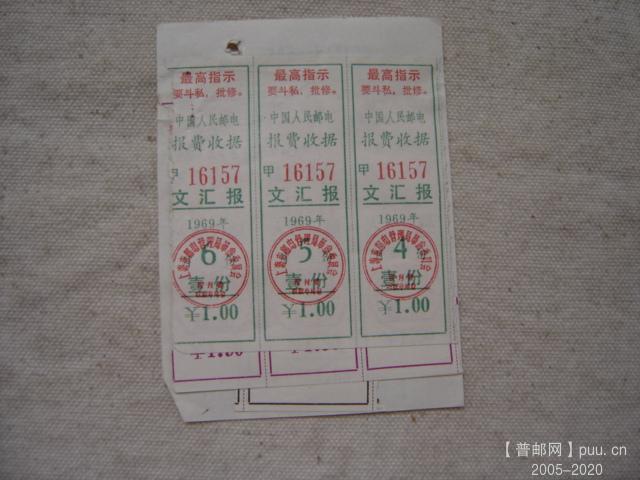 最高指示
要斗私，批修。
中国人民邮电
报费收据
甲 16157
文汇报
1969年
6
壹份
¥1.00
最高指示
要斗私，批修。
中国人民邮电
报费收据
甲 16157
文汇报
1969年
5
壹份
¥1.00
最高指示
要斗私，批修。
中国人民邮电
报费收据
甲 16157
文汇报
1969年
4
壹份
¥1.00
【普邮网】puu.cn
2005-2020